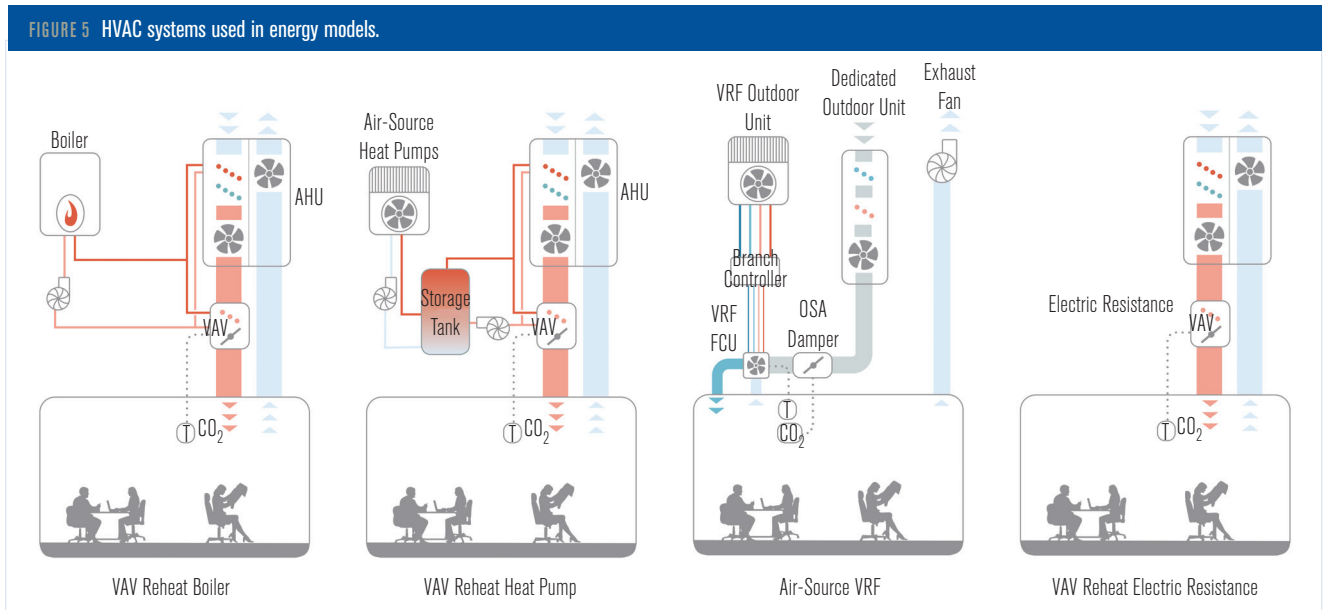 FIGURE 5 HVAC systems used in energy models.
Boiler
AHU
VAV
T CO2
VAV Reheat Boiler
Air-Source
Heat Pumps
AHU
Storage
Tank
VAV
T CO2
VAV Reheat Heat Pump
VRF Outdoor
Unit
Dedicated
Outdoor Unit
Exhaust
Fan
Branch
Controller
VRF
FCU
OSA
Damper
T
CO2
Air-Source VRF
Electric Resistance
VAV
T CO2
VAV Reheat Electric Resistance